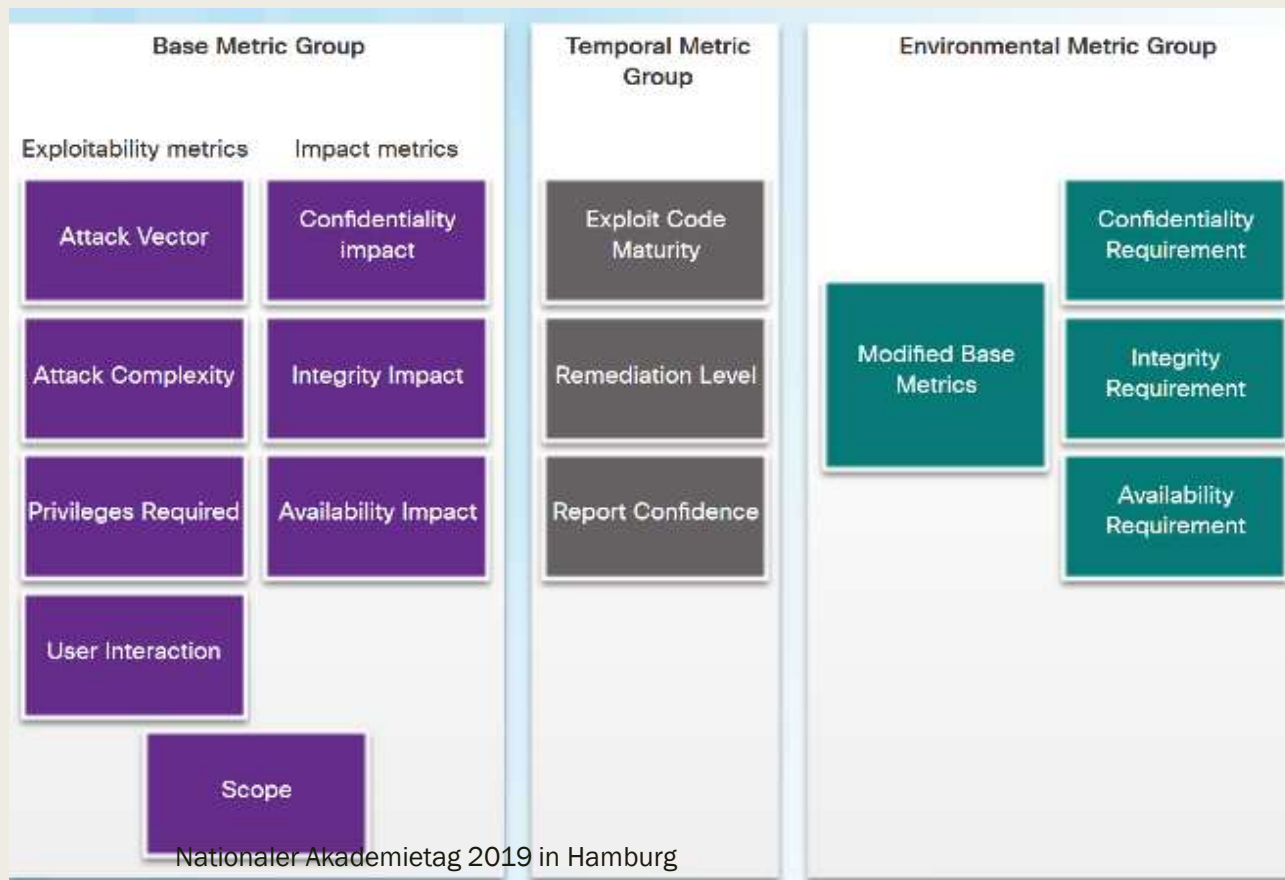 Base Metric Group
Exploitability metrics
Impact metrics
Attack Vector
Confidentiality
impact
Attack Complexity
Integrity Impact
Privileges Required
Availability Impact
User Interaction
Scope
Temporal Metric
Group
Exploit Code
Maturity
Remediation Level
Report Confidence
Environmental Metric Group
Modified Base
Metrics
Confidentiality
Requirement
Integrity
Requirement
Availability
Requirement
Nationaler Akademietag 2019 in Hamburg